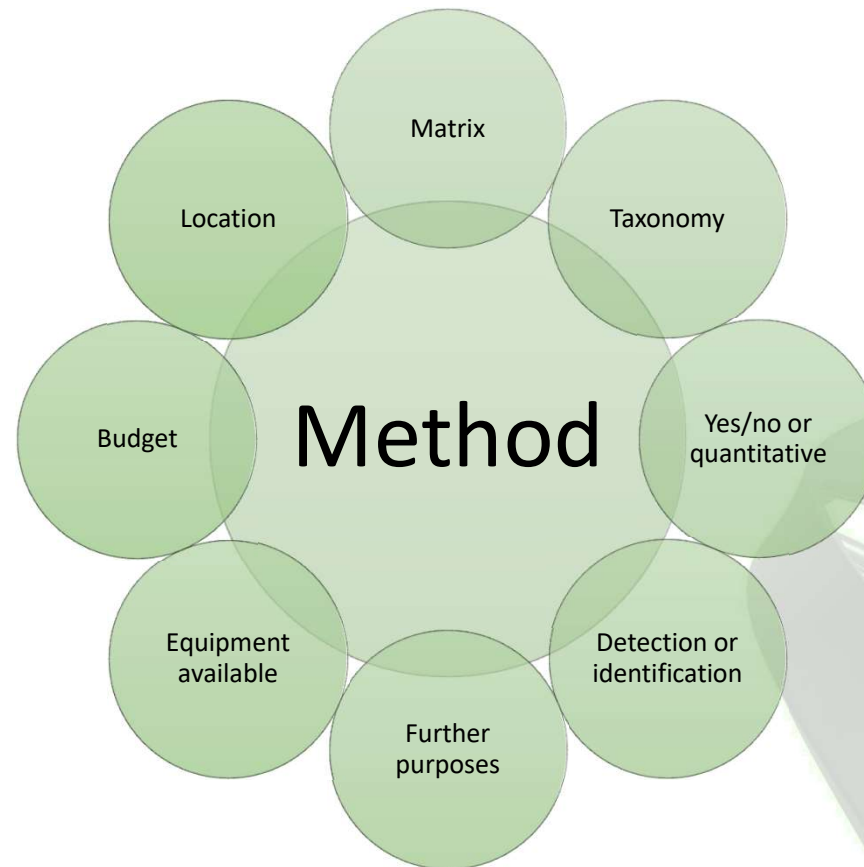 Matrix
Taxonomy
Yes/no or
quantitative
Detection or
identification
Further
purposes
Equipment
available
Budget
Location
Method